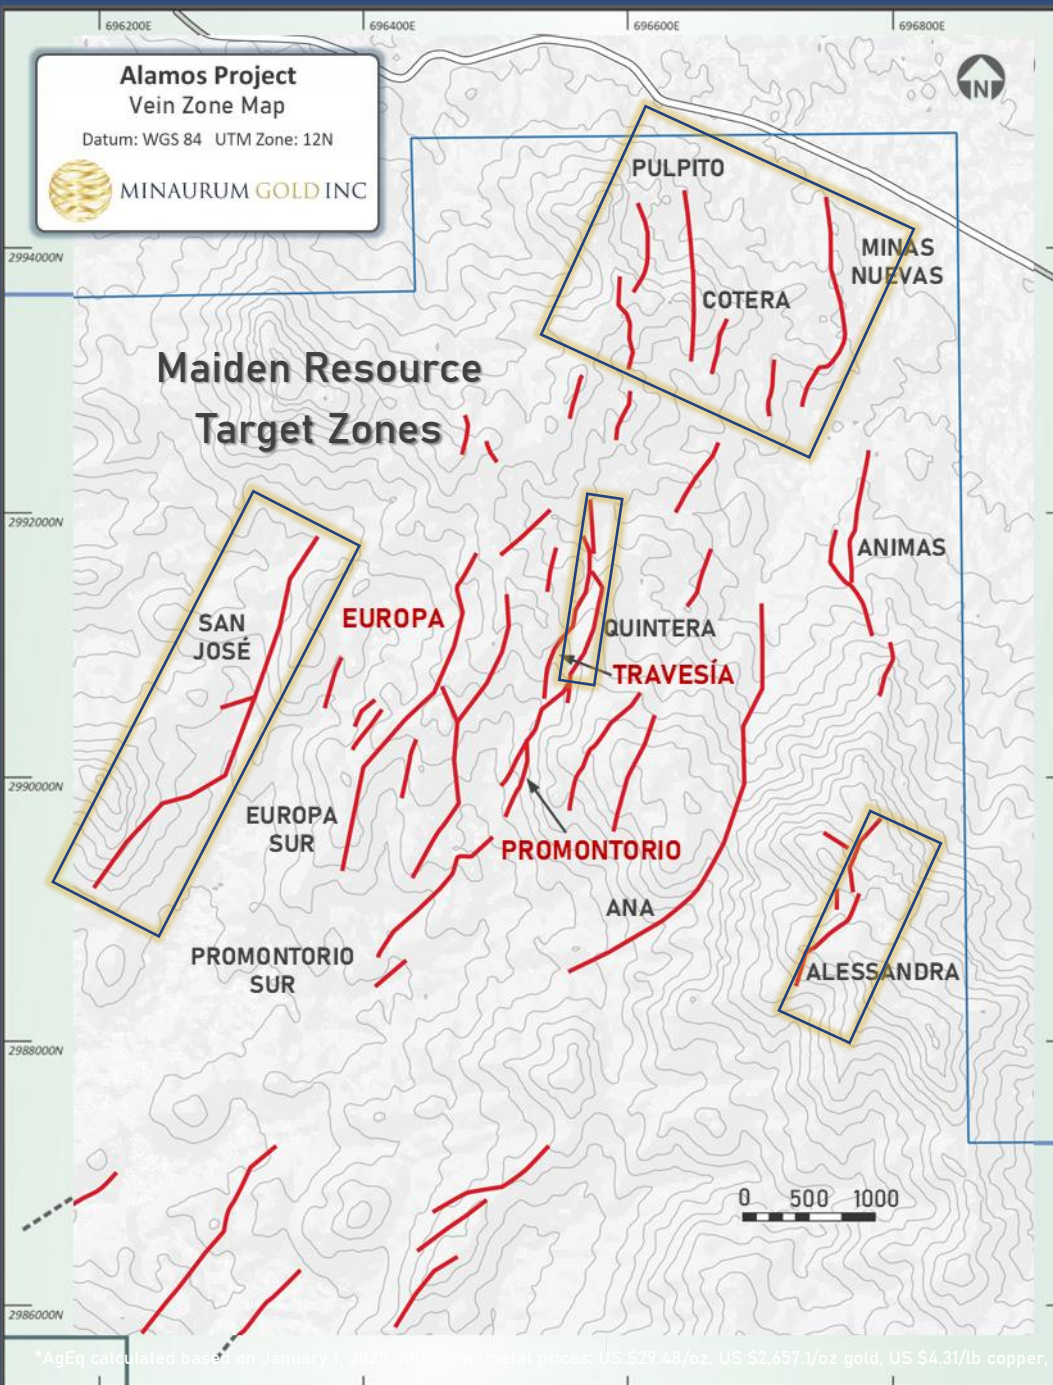 696200E
696400E
696600E
696800E
Alamos Project
Vein Zone Map
Datum: WGS 84 UTM Zone: 12N
MINAURUM GOLD INC
N
PULPITO
MINAS
NUEVAS
2994000N
COTERA
Maiden Resource
Target Zones
2992000N
ANIMAS
SAN
JOSÉ
EUROPA
QUINTERA
TRAVESÍA
2990000N
EUROPA
SUR
PROMONTORIO
ANA
PROMONTORIO
SUR
ALESSANDRA
2988000N
0 500 1000
2986000N
*AgEq calculated based on January 1, 2025, Kitco.com metal prices: US $29.48/oz, US $2,657.1/oz gold, US $4.31/lb copper,